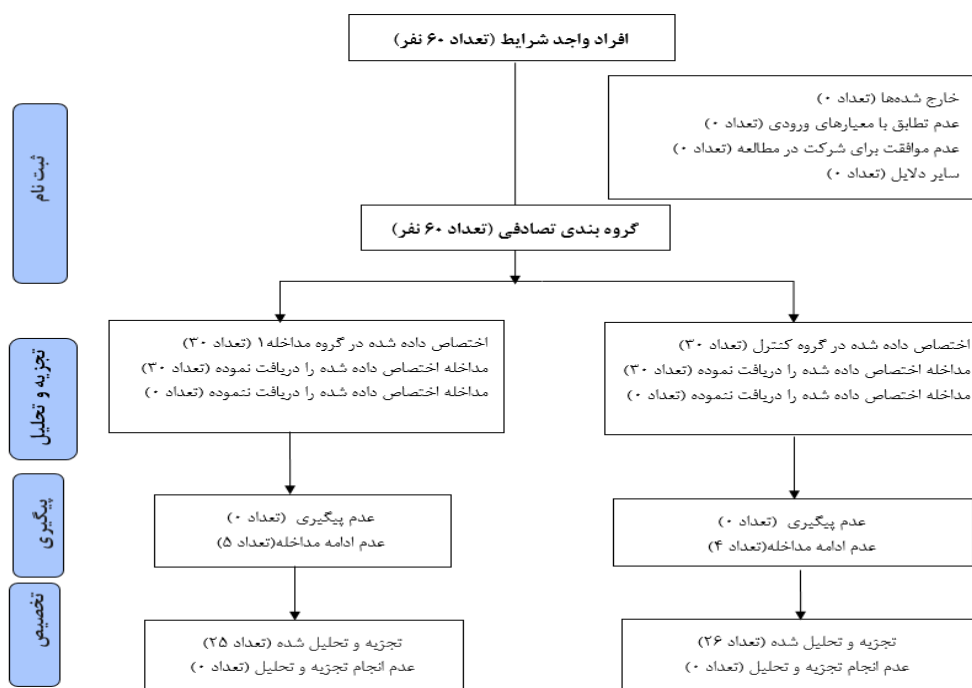 افراد واجد شرایط (تعداد ۶۰ نفر)
خارج شده‌ها (تعداد ۰)
عدم تطابق با معیارهای ورودی (تعداد ۰)
عدم موافقت برای شرکت در مطالعه (تعداد ۰)
سایر دلایل (تعداد ۰)
ثبت نام
گروه بندی تصادفی (تعداد ۶۰ نفر)
اختصاص داده شده در گروه کنترل (تعداد ۳۰)
مداخله اختصاص داده شده را دریافت نموده (تعداد ۳۰)
مداخله اختصاص داده شده را دریافت ننموده (تعداد ۰)
اختصاص داده شده در گروه مداخله۱ (تعداد ۳۰)
مداخله اختصاص داده شده را دریافت نموده (تعداد ۳۰)
مداخله اختصاص داده شده را دریافت ننموده (تعداد ۰)
تجزیه و تحلیل
عدم پیگیری (تعداد ۰)
عدم ادامه مداخله(تعداد ۴)
عدم پیگیری (تعداد ۰)
عدم ادامه مداخله(تعداد ۵)
پیگیری
تجزیه و تحلیل شده (تعداد ۲۶)
عدم انجام تجزیه و تحلیل (تعداد ۰)
تجزیه و تحلیل شده (تعداد ۲۵)
عدم انجام تجزیه و تحلیل (تعداد ۰)
تخصیص